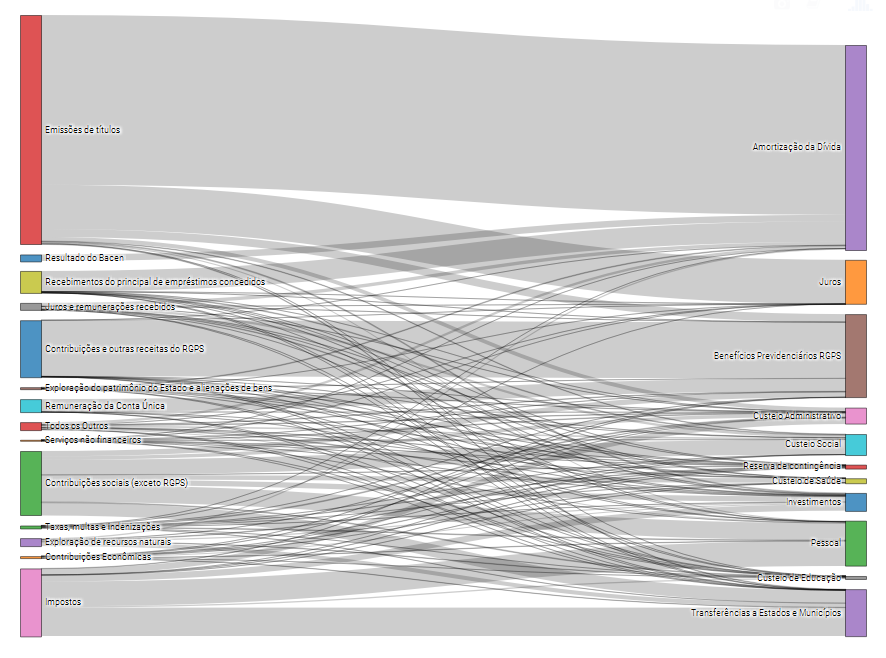 Emissões de títulos
Resultado do Bacen
Recebimentos do principal de empréstimos concedidos
Juros e remunerações recebidos
Contribuições e outras receitas do RGPS
Exploração do patrimônio do Estado e alienações de bens
Remuneração da Conta Única
Todos os Outros
Serviços não financeiros
Contribuições sociais (exceto RGPS)
Taxas, multas e indenizações
Exploração de recursos naturais
Contribuições Econômicas
Impostos
Amortização da Dívida
Juros
Benefícios Previdenciários RGPS
Custeio Administrativo
Custeio Social
Reserva de contingência
Custeio de Saúde
Investimentos
Pessoal
Custeio de Educação
Transferências a Estados e Municípios